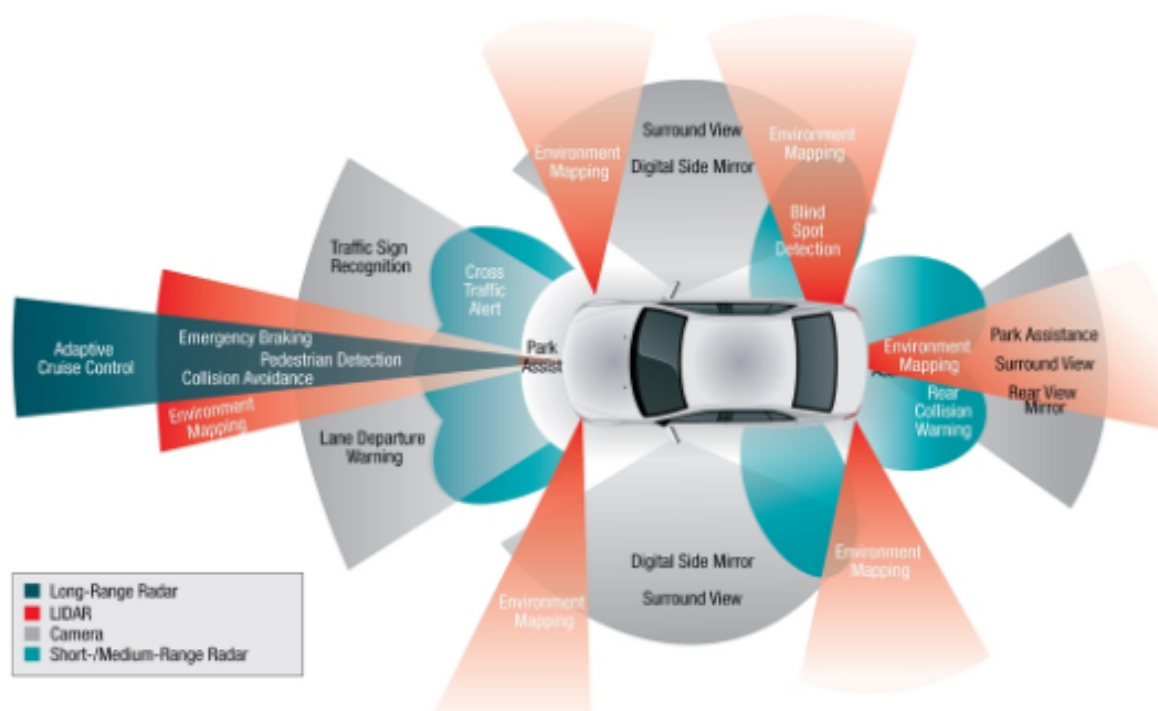 Surround View
Digital Side Mirror
Environment
Mapping
Environment
Mapping
Blind
Spot
Detection
Traffic Sign
Recognition
Cross
Traffic
Alert
Adaptive
Cruise Control
Emergency Braking
Pedestrian Detection
Collision Avoidance
Environment
Mapping
Lane Departure
Warning
Park
Assist
Environment
Mapping
Park Assistance
Surround View
Rear View
Mirror
Rear
Collision
Warning
Digital Side Mirror
Surround View
Environment
Mapping
Environment
Mapping
Long-Range Radar
LIDAR
Camera
Short-/Medium-Range Radar